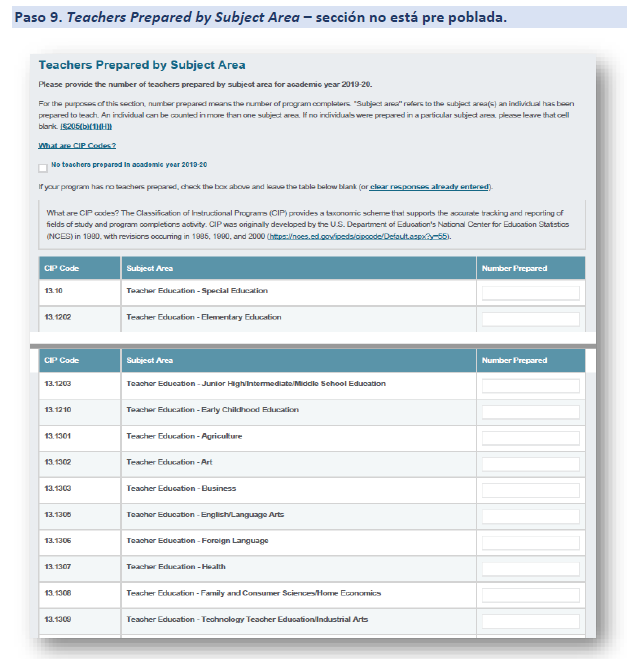 Paso 9. Teachers Prepared by Subject Area – sección no está pre poblada.
Teachers Prepared by Subject Area
Please provide the number of teachers prepared by subject area for academic year 2019-20.
For the purposes of this section, number prepared means the number of program completers. "Subject area" refers to the subject area(s) an individual has been
prepared to teach. An individual can be counted in more than one subject area. If no individuals were prepared in a particular subject area, please leave that cell
blank. (§205(b)(1)(H))
What are CIP Codes?
No teachers prepared in academic year 2019-20
If your program has no teachers prepared, check the box above and leave the table below blank (or clear responses already entered).
What are CIP codes? The Classification of Instructional Programs (CIP) provides a taxonomic scheme that supports the accurate tracking and reporting of
fields of study and program completions activity. CIP was originally developed by the U.S. Department of Education's National Center for Education Statistics
(NCES) in 1980, with revisions occurring in 1985, 1990, and 2000 (https://nces.ed.gov/ipeds/cipcode/Default.aspx?y=55).
CIP Code Subject Area Number Prepared
13.10 Teacher Education - Special Education
13.1202 Teacher Education - Elementary Education
CIP Code Subject Area Number Prepared
13.1203 Teacher Education - Junior High/Intermediate/Middle School Education
13.1210 Teacher Education - Early Childhood Education
13.1301 Teacher Education - Agriculture
13.1302 Teacher Education - Art
13.1303 Teacher Education - Business
13.1305 Teacher Education - English/Language Arts
13.1306 Teacher Education - Foreign Language
13.1307 Teacher Education - Health
13.1308 Teacher Education - Family and Consumer Sciences/Home Economics
13.1309 Teacher Education - Technology Teacher Education/Industrial Arts